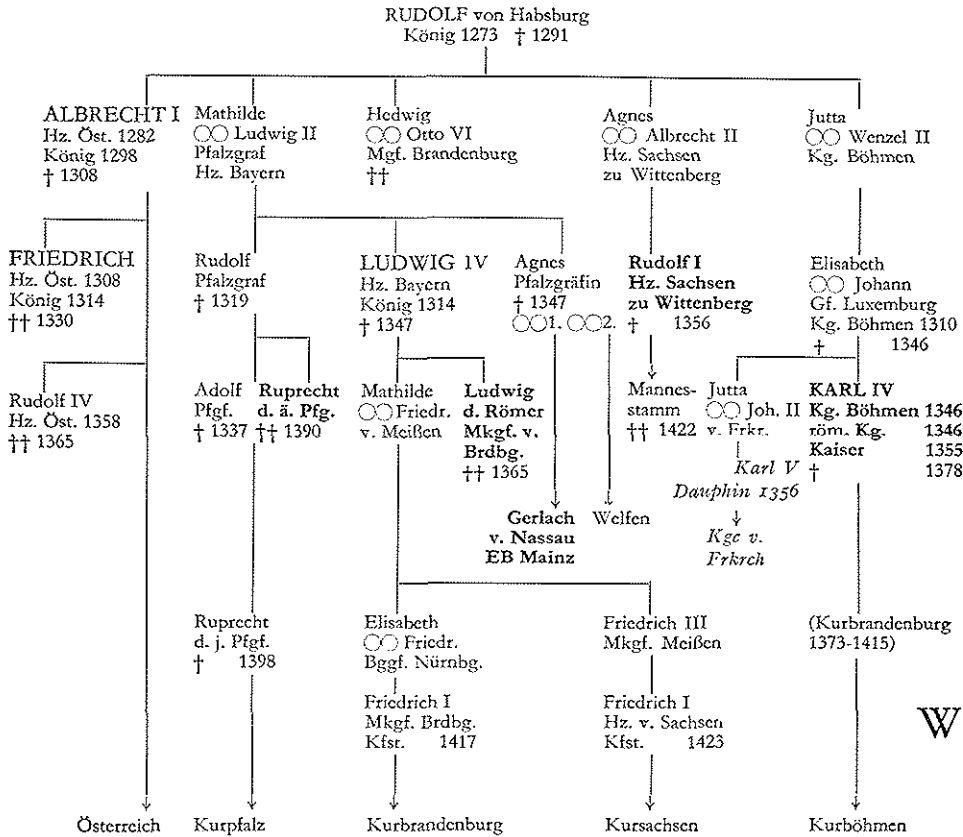 RUDOLF von Habsburg
König 1273 † 1291
ALBRECHT I
Hz. Öst. 1282
König 1298
† 1308
Mathilde
○○ Ludwig II
Pfalzgraf
Hz. Bayern
Hedwig
○○ Otto VI
Mgf. Brandenburg
††
Agnes
○○ Albrecht II
Hz. Sachsen
zu Wittenberg
Jutta
○○ Wenzel II
Kg. Böhmen
FRIEDRICH
Hz. Öst. 1308
König 1314
†† 1330
Rudolf
Pfalzgraf
† 1319
LUDWIG IV
Hz. Bayern
König 1314
† 1347
Agnes
Pfalzgräfin
† 1347
○○1. ○○2.
Rudolf I
Hz. Sachsen
zu Wittenberg
† 1356
Elisabeth
○○ Johann
Gf. Luxemburg
Kg. Böhmen 1310
† 1346
Rudolf IV
Hz. Öst. 1358
†† 1365
Adolf
Pfgf.
† 1337
Ruprecht
d. ä. Pfg.
†† 1390
Mathilde
○○ Friedr.
v. Meißen
Ludwig
d. Römer
Mkgf. v.
Brdbg.
†† 1365
Mannes-
stamm
†† 1422
Jutta
○○ Joh. II
v. Frkr.
KARL IV
Kg. Böhmen 1346
röm. Kg. 1346
Kaiser 1355
† 1378
Karl V
Dauphin 1356
Gerlach
v. Nassau
EB Mainz
Welfen
Kge v.
Frkrch
Ruprecht
d. j. Pfgf.
† 1398
Elisabeth
○○ Friedr.
Bggf. Nürnbg.
Friedrich III
Mkgf. Meißen
(Kurbrandenburg
1373-1415)
Friedrich I
Mkgf. Brdbg.
Kfst. 1417
Friedrich I
Hz. v. Sachsen
Kfst. 1423
W
Österreich
Kurpfalz
Kurbrandenburg
Kursachsen
Kurböhmen